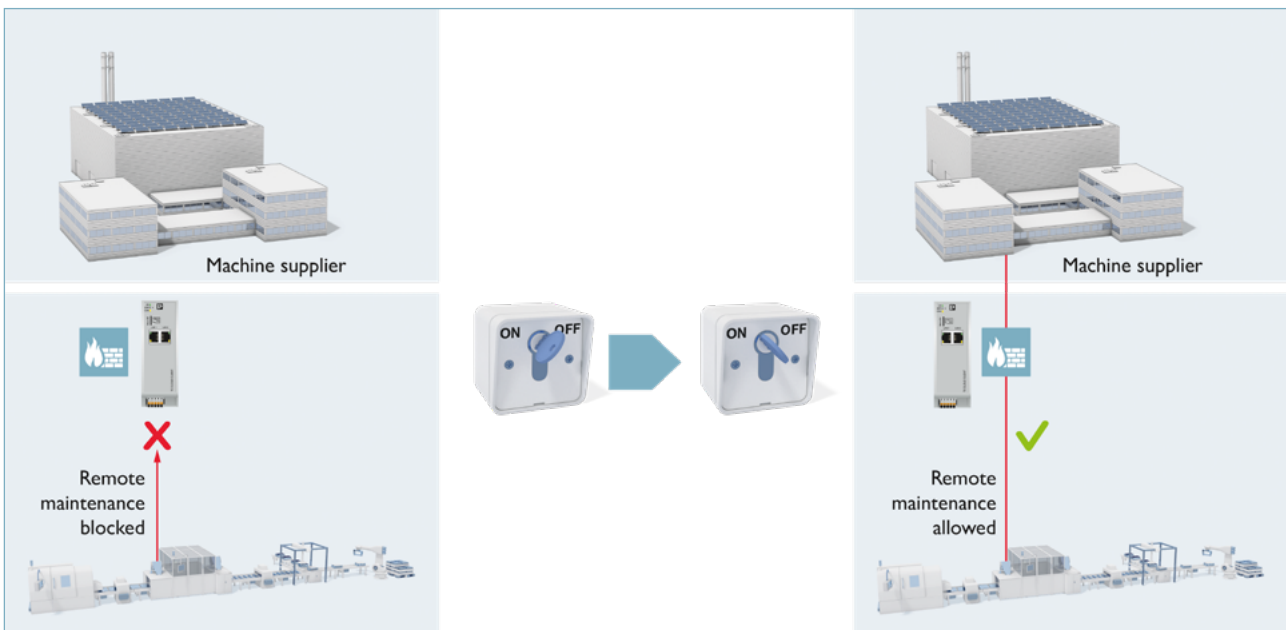 Machine supplier
Machine supplier
ON OFF
ON OFF
Remote
maintenance
blocked
Remote
maintenance
allowed